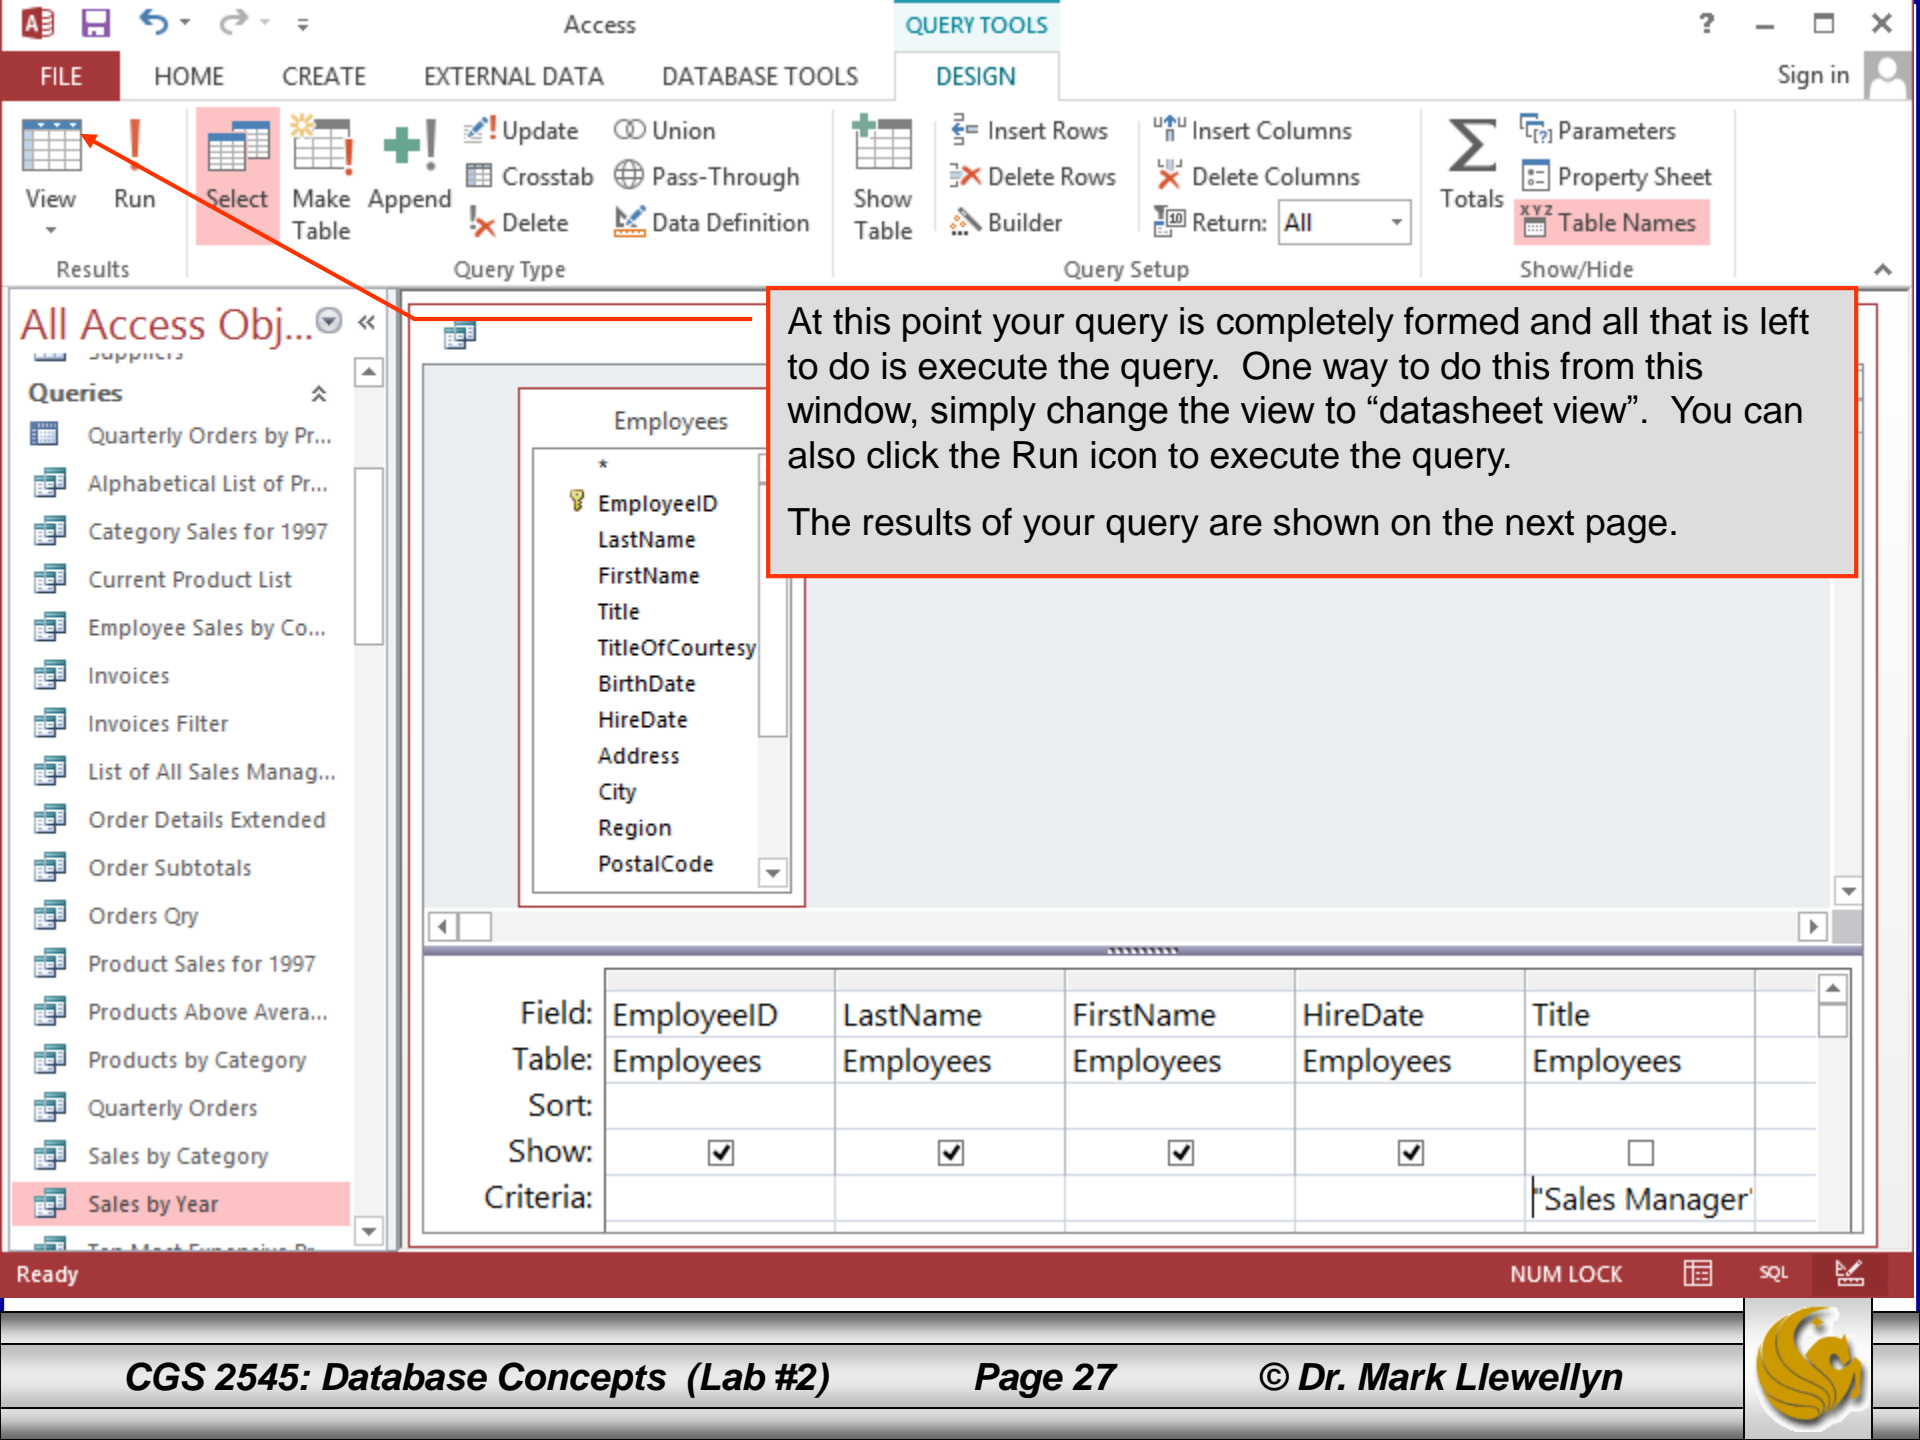 Access
QUERY TOOLS
?
FILE
HOME
CREATE
EXTERNAL DATA
DATABASE TOOLS
DESIGN
Sign in
View
Run
Select
Make Table
Append
Update
Crosstab
Delete
Union
Pass-Through
Data Definition
Show Table
Insert Rows
Delete Rows
Builder
Insert Columns
Delete Columns
Return: All
Totals
Parameters
Property Sheet
Table Names
Results
Query Type
Query Setup
Show/Hide
All Access Obj... «
Suppliers
Queries
Quarterly Orders by Pr...
Alphabetical List of Pr...
Category Sales for 1997
Current Product List
Employee Sales by Co...
Invoices
Invoices Filter
List of All Sales Manag...
Order Details Extended
Order Subtotals
Orders Qry
Product Sales for 1997
Products Above Avera...
Products by Category
Quarterly Orders
Sales by Category
Sales by Year
At this point your query is completely formed and all that is left
to do is execute the query. One way to do this from this
window, simply change the view to “datasheet view”. You can
also click the Run icon to execute the query.
The results of your query are shown on the next page.
Employees
*
EmployeeID
LastName
FirstName
Title
TitleOfCourtesy
BirthDate
HireDate
Address
City
Region
PostalCode
Field: EmployeeID LastName FirstName HireDate Title
Table: Employees Employees Employees Employees Employees
Sort:
Show:
Criteria: "Sales Manager"
Ready
NUM LOCK
SQL
CGS 2545: Database Concepts (Lab #2)
Page 27
© Dr. Mark Llewellyn